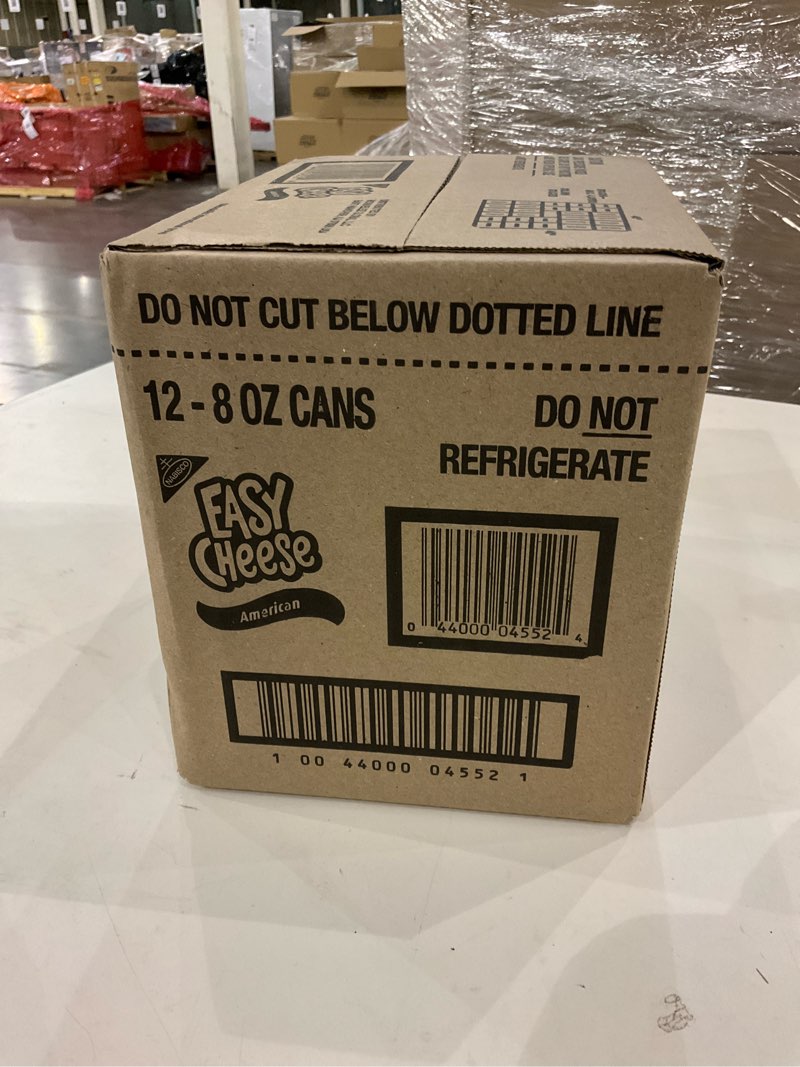 DO NOT CUT BELOW DOTTED LINE
12 - 8 OZ CANS
DO NOT
REFRIGERATE
NABISCO
EASY
CHEESE
American
0 44000 04552 4
1 00 44000 04552 1